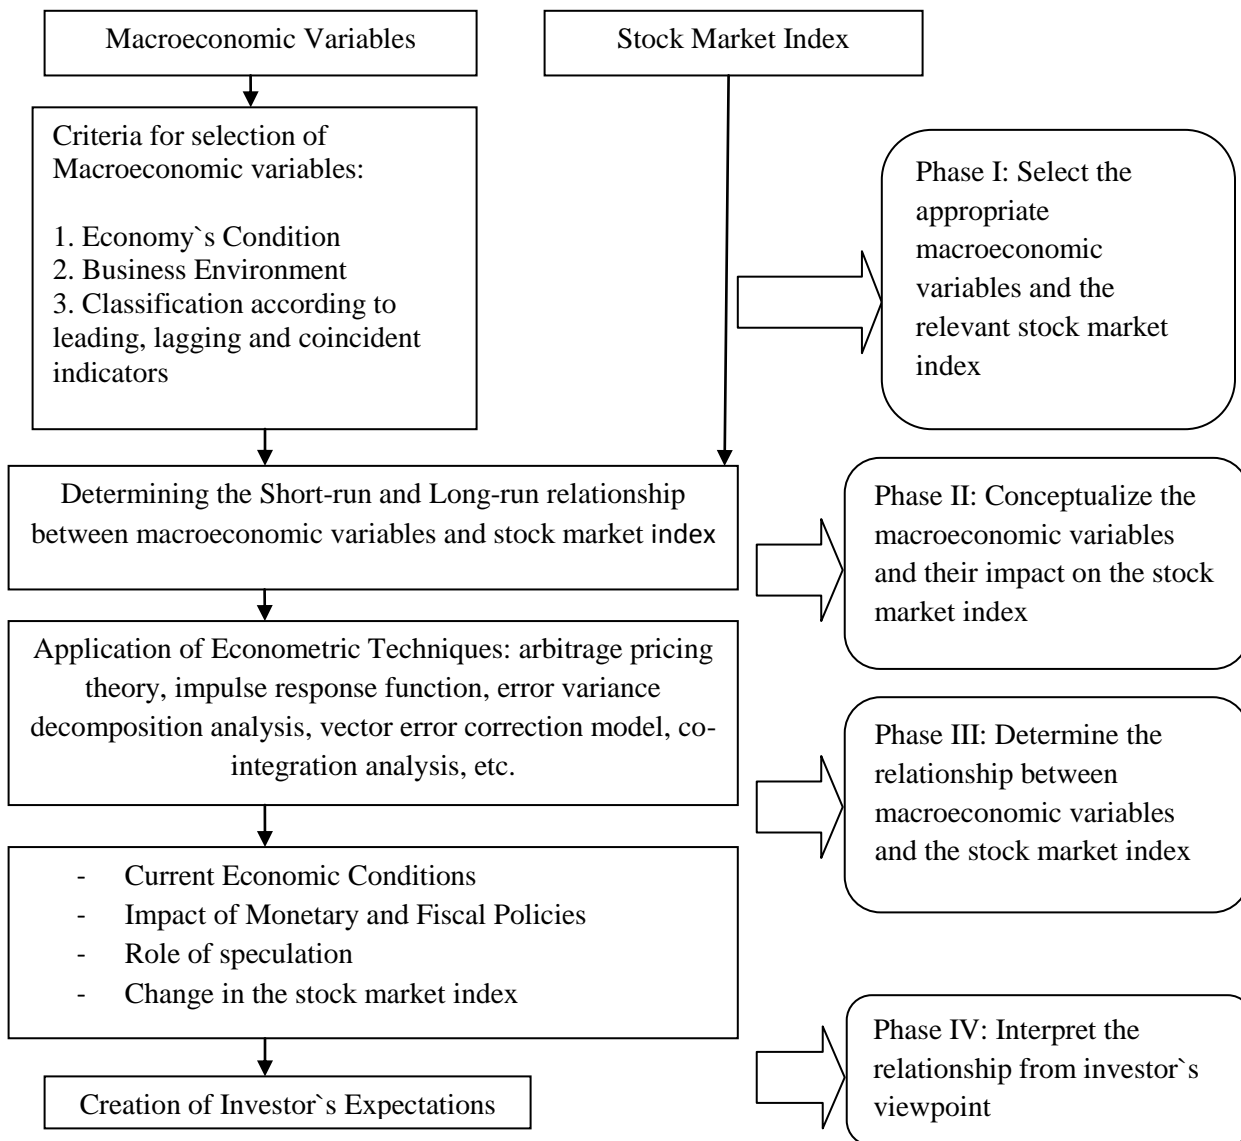 Macroeconomic Variables
Stock Market Index
Criteria for selection of
Macroeconomic variables:
1. Economy`s Condition
2. Business Environment
3. Classification according to
leading, lagging and coincident
indicators
Phase I: Select the
appropriate
macroeconomic
variables and the
relevant stock market
index
Determining the Short-run and Long-run relationship
between macroeconomic variables and stock market index
Phase II: Conceptualize the
macroeconomic variables
and their impact on the stock
market index
Application of Econometric Techniques: arbitrage pricing
theory, impulse response function, error variance
decomposition analysis, vector error correction model, co-
integration analysis, etc.
Phase III: Determine the
relationship between
macroeconomic variables
and the stock market index
- Current Economic Conditions
- Impact of Monetary and Fiscal Policies
- Role of speculation
- Change in the stock market index
Phase IV: Interpret the
relationship from investor`s
viewpoint
Creation of Investor`s Expectations